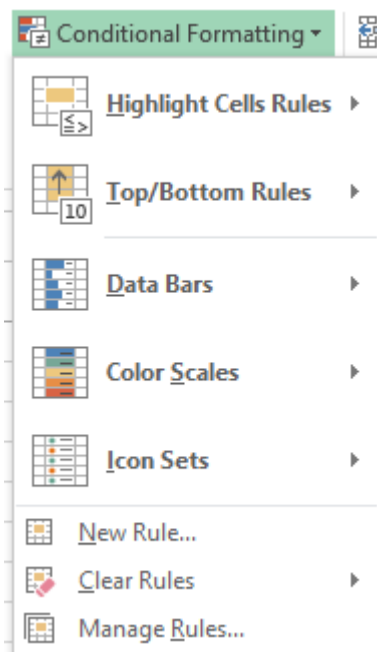 Conditional Formatting
Highlight Cells Rules
Top/Bottom Rules
10
Data Bars
Color Scales
Icon Sets
New Rule...
Clear Rules
Manage Rules...